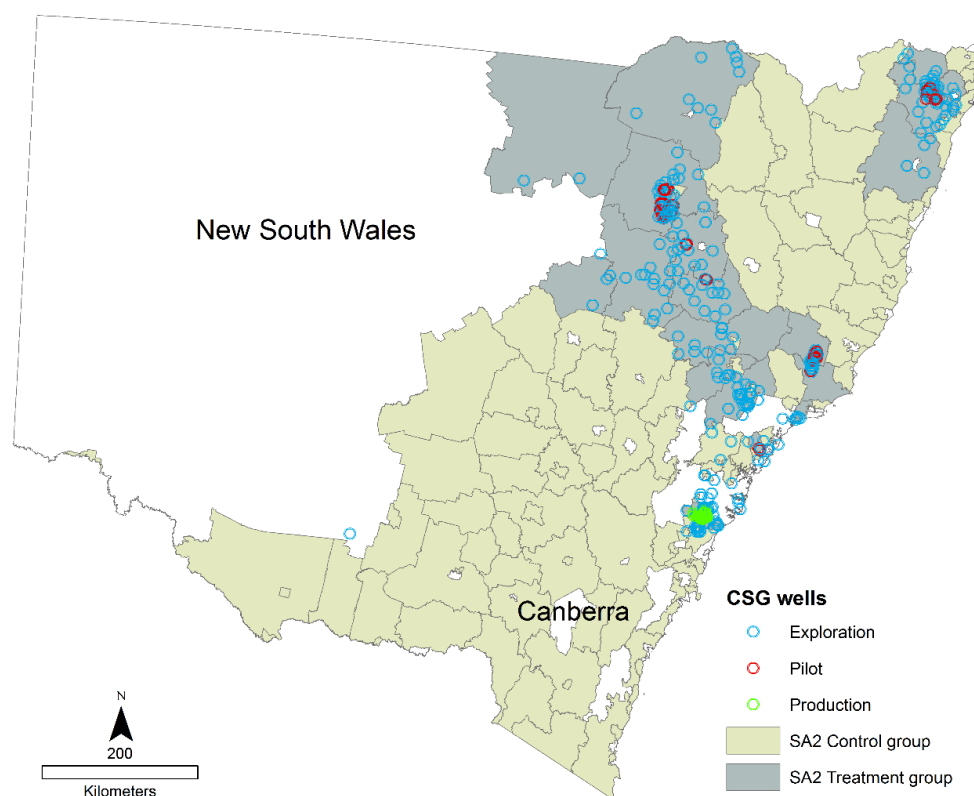 New South Wales
Canberra
CSG wells
Exploration
Pilot
Production
SA2 Control group
SA2 Treatment group
N
200
Kilometers